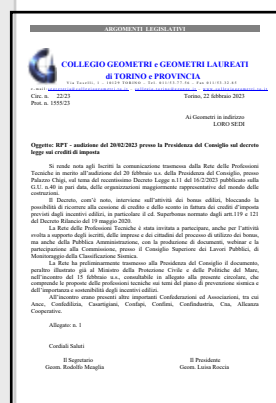 ARGOMENTI LEGISLATIVI
COLLEGIO GEOMETRI e GEOMETRI LAUREATI
di TORINO e PROVINCIA
Circ. n. 22/23
Torino, 22 febbraio 2023
Prot. n. 1555/23
Ai Geometri in indirizzo
LORO SEDI
Oggetto: RPT - audizione del 20/02/2023 presso la Presidenza del Consiglio sul decreto
legge sui crediti di imposta
Si rende noto agli Iscritti la comunicazione trasmessa dalla Rete delle Professioni
Tecniche in merito all'audizione del 20 febbraio u.s. della Presidenza del Consiglio, presso
Palazzo Chigi, sul tema del recentissimo Decreto Legge n.11 del 16/2/2023 pubblicato sulla
G.U. n.40 in pari data, delle organizzazioni maggiormente rappresentative del mondo delle
costruzioni.
Il Decreto, com'è noto, interviene sull'attività dei bonus edilizi, bloccando la
possibilità di ricorrere alla cessione di credito e dello sconto in fattura dei crediti d'imposta
previsti dagli incentivi edilizi, in particolare il c.d. Superbonus normato dagli artt.119 e 121
del Decreto Rilancio del 19 maggio 2020.
La Rete delle Professioni Tecniche è stata invitata a partecipare, anche per l'attività
svolta a supporto degli iscritti, delle imprese e dei cittadini del processo di utilizzo dei bonus,
ma anche della Pubblica Amministrazione, con la produzione di documenti, webinar e la
partecipazione alla Commissione, presso il Consiglio Superiore dei Lavori Pubblici, di
Monitoraggio della Classificazione Sismica.
La Rete ha preliminarmente trasmesso alla Presidenza del Consiglio il documento,
peraltro illustrato già al Ministro della Protezione Civile e delle Politiche del Mare,
nell'incontro del 15 febbraio u.s., consultabile in allegato alla presente circolare, che
comprende le proposte delle professioni tecniche sui temi del piano di prevenzione sismica e
dell'importanza e sostenibilità degli incentivi edilizi.
All'incontro erano presenti altre importanti Confederazioni ed Associazioni, tra cui
Ance, Confedilizia, Casartigiani, Confapi, Confimi, Confindustria, Cna, Alleanza
Cooperative.
Allegato: n. 1
Cordiali Saluti
Il Segretario
Il Presidente
Geom. Rodolfo Meaglia
Geom. Luisa Roccia